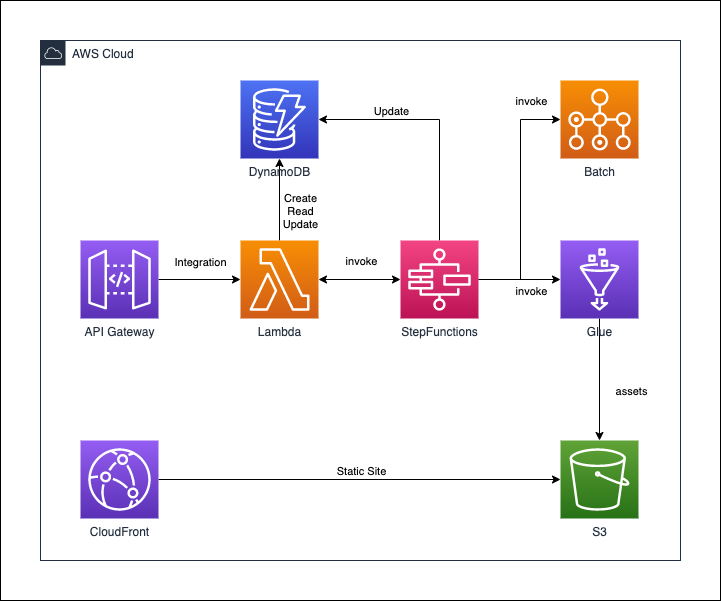 AWS Cloud
Update
invoke
DynamoDB
Batch
Create
Read
Update
Integration
invoke
invoke
API Gateway
Lambda
StepFunctions
Glue
assets
Static Site
CloudFront
S3